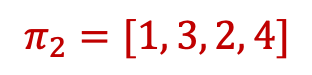 π₂ = [1, 3, 2, 4]